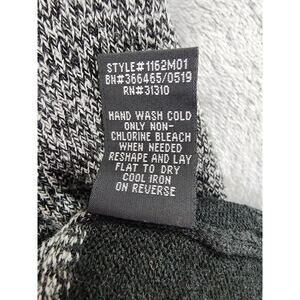 STYLE#1162M01
BN#366465/0519
RN#31310
HAND WASH COLD
ONLY NON-
CHLORINE BLEACH
WHEN NEEDED
RESHAPE AND LAY
FLAT TO DRY
COOL IRON
ON REVERSE